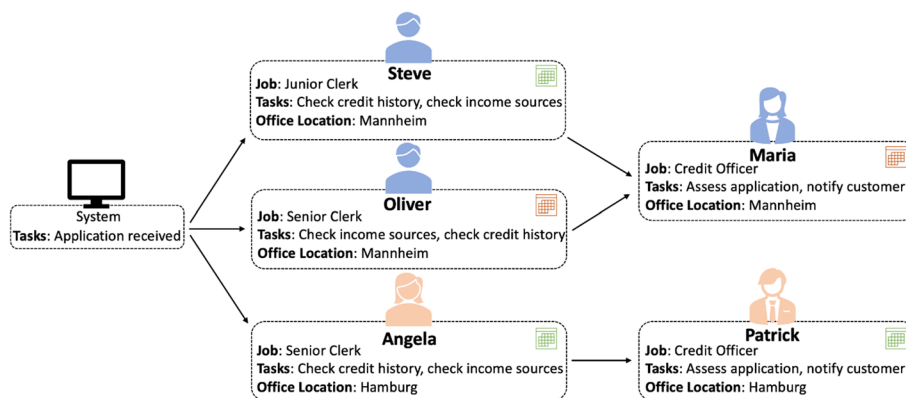 System
Tasks: Application received
Steve
Job: Junior Clerk
Tasks: Check credit history, check income sources
Office Location: Mannheim
Oliver
Job: Senior Clerk
Tasks: Check income sources, check credit history
Office Location: Mannheim
Angela
Job: Senior Clerk
Tasks: Check credit history, check income sources
Office Location: Hamburg
Maria
Job: Credit Officer
Tasks: Assess application, notify customer
Office Location: Mannheim
Patrick
Job: Credit Officer
Tasks: Assess application, notify customer
Office Location: Hamburg